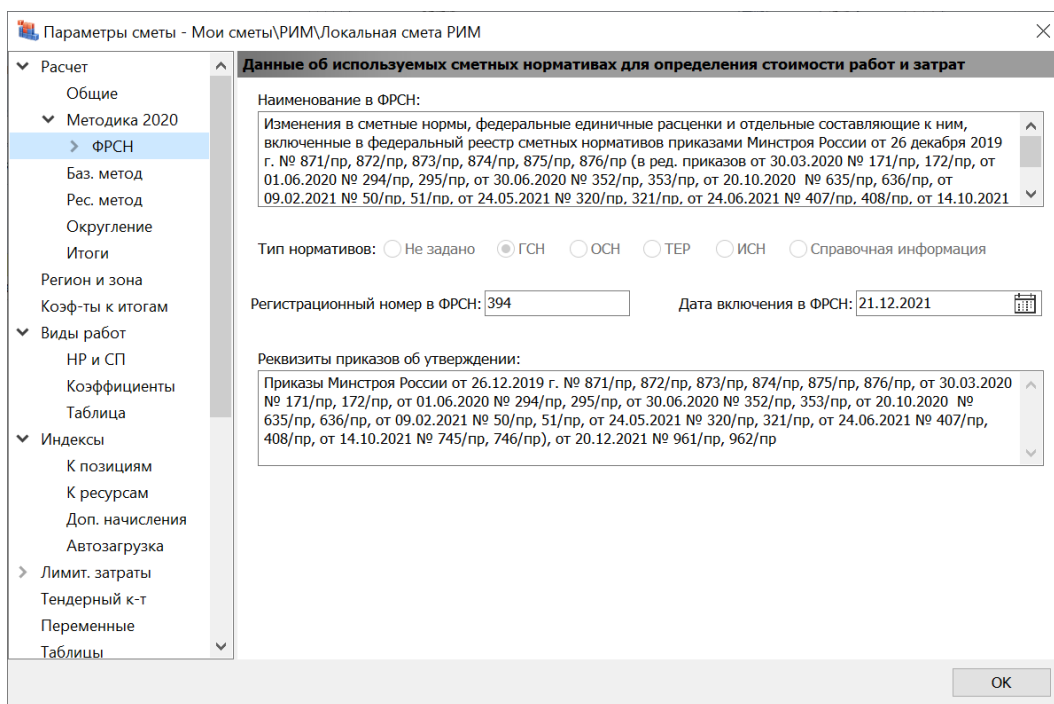 Параметры сметы - Мои сметы\РИМ\Локальная смета РИМ
Расчет
Общие
Методика 2020
ФРСН
Баз. метод
Рес. метод
Округление
Итоги
Регион и зона
Коэф-ты к итогам
Виды работ
НР и СП
Коэффициенты
Таблица
Индексы
К позициям
К ресурсам
Доп. начисления
Автозагрузка
Лимит. затраты
Тендерный к-т
Переменные
Таблицы
Данные об используемых сметных нормативах для определения стоимости работ и затрат
Наименование в ФРСН:
Изменения в сметные нормы, федеральные единичные расценки и отдельные составляющие к ним,
включенные в федеральный реестр сметных нормативов приказами Минстроя России от 26 декабря 2019
г. № 871/пр, 872/пр, 873/пр, 874/пр, 875/пр, 876/пр (в ред. приказов от 30.03.2020 № 171/пр, 172/пр, от
01.06.2020 № 294/пр, 295/пр, от 30.06.2020 № 352/пр, 353/пр, от 20.10.2020 № 635/пр, 636/пр, от
09.02.2021 № 50/пр, 51/пр, от 24.05.2021 № 320/пр, 321/пр, от 24.06.2021 № 407/пр, 408/пр, от 14.10.2021
Тип нормативов: Не задано ГСН ОСН ТЕР ИСН Справочная информация
Регистрационный номер в ФРСН: 394 Дата включения в ФРСН: 21.12.2021
Реквизиты приказов об утверждении:
Приказы Минстроя России от 26.12.2019 г. № 871/пр, 872/пр, 873/пр, 874/пр, 875/пр, 876/пр, от 30.03.2020
№ 171/пр, 172/пр, от 01.06.2020 № 294/пр, 295/пр, от 30.06.2020 № 352/пр, 353/пр, от 20.10.2020 №
635/пр, 636/пр, от 09.02.2021 № 50/пр, 51/пр, от 24.05.2021 № 320/пр, 321/пр, от 24.06.2021 № 407/пр,
408/пр, от 14.10.2021 № 745/пр, 746/пр), от 20.12.2021 № 961/пр, 962/пр
OK